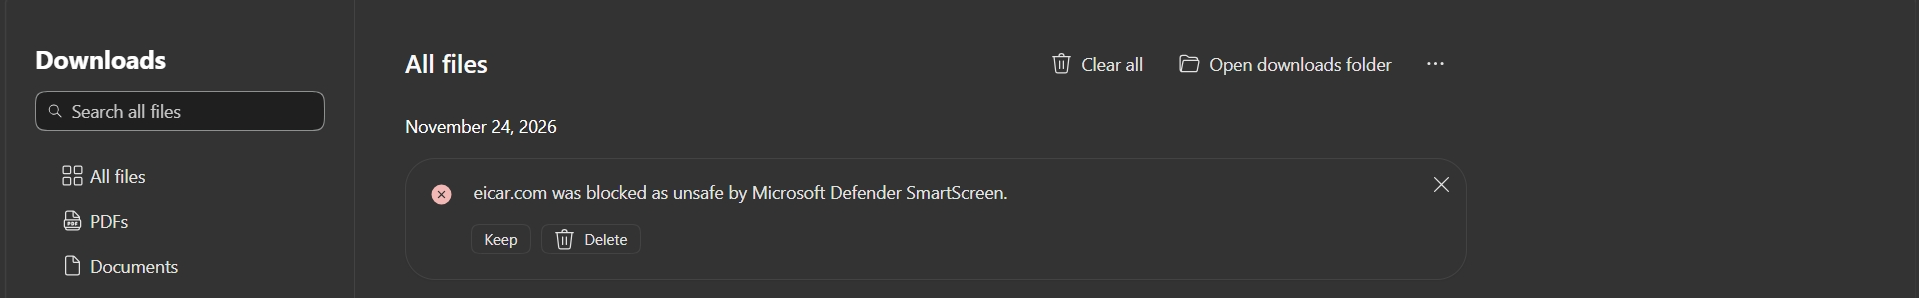 Downloads
Search all files
All files
PDFs
Documents
All files
Clear all
Open downloads folder
November 24, 2026
eicar.com was blocked as unsafe by Microsoft Defender SmartScreen.
Keep
Delete